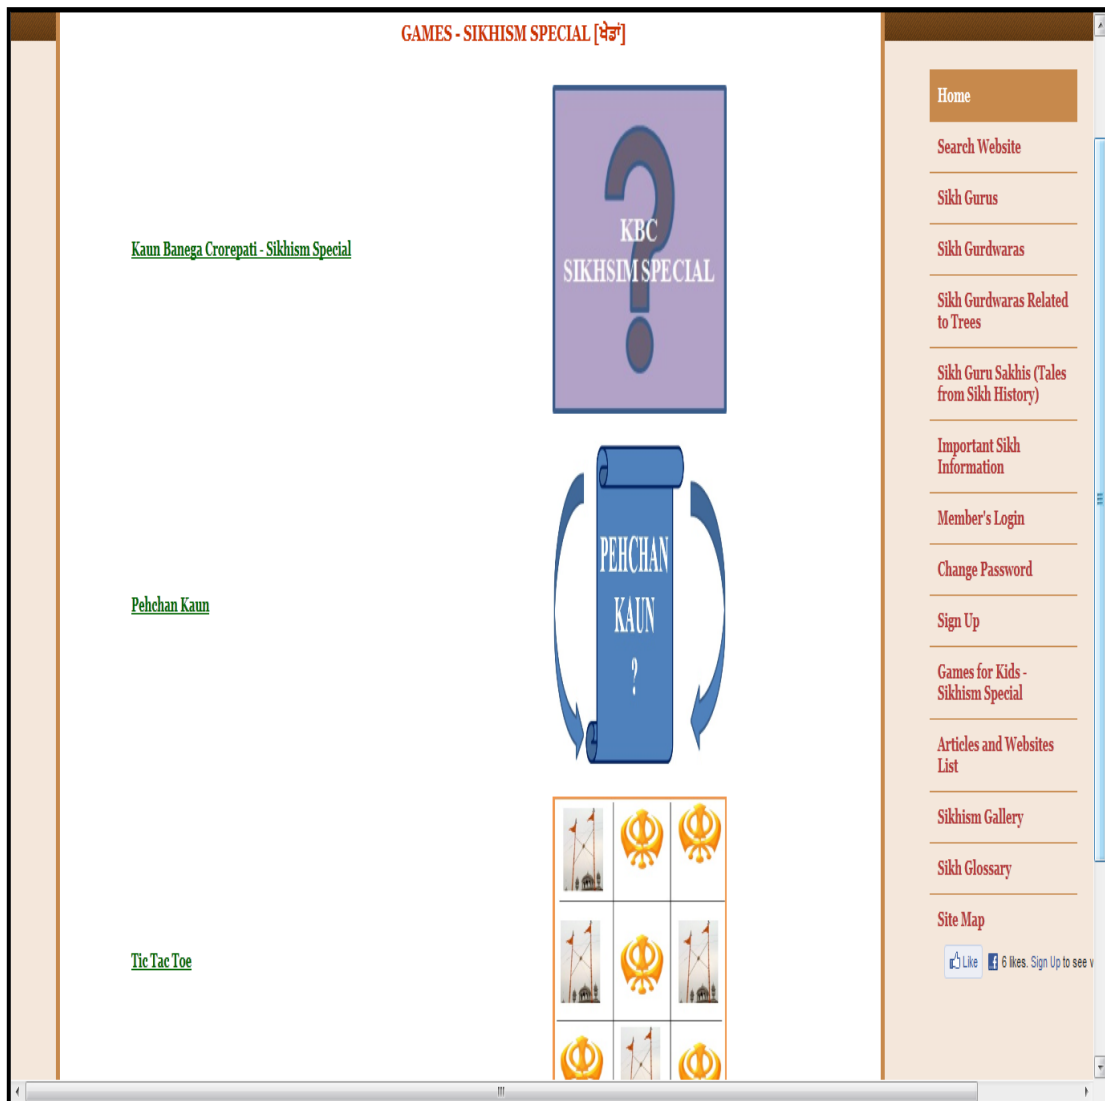 GAMES - SIKHISM SPECIAL [ਖੇਡਾਂ]
Kaun Banega Crorepati - Sikhism Special
KBC
SIKHSIM SPECIAL
Pehchan Kaun
PEHCHAN
KAUN
?
Tic Tac Toe
Home
Search Website
Sikh Gurus
Sikh Gurdwaras
Sikh Gurdwaras Related
to Trees
Sikh Guru Sakhis (Tales
from Sikh History)
Important Sikh
Information
Member's Login
Change Password
Sign Up
Games for Kids -
Sikhism Special
Articles and Websites
List
Sikhism Gallery
Sikh Glossary
Site Map
Like 6 likes. Sign Up to see